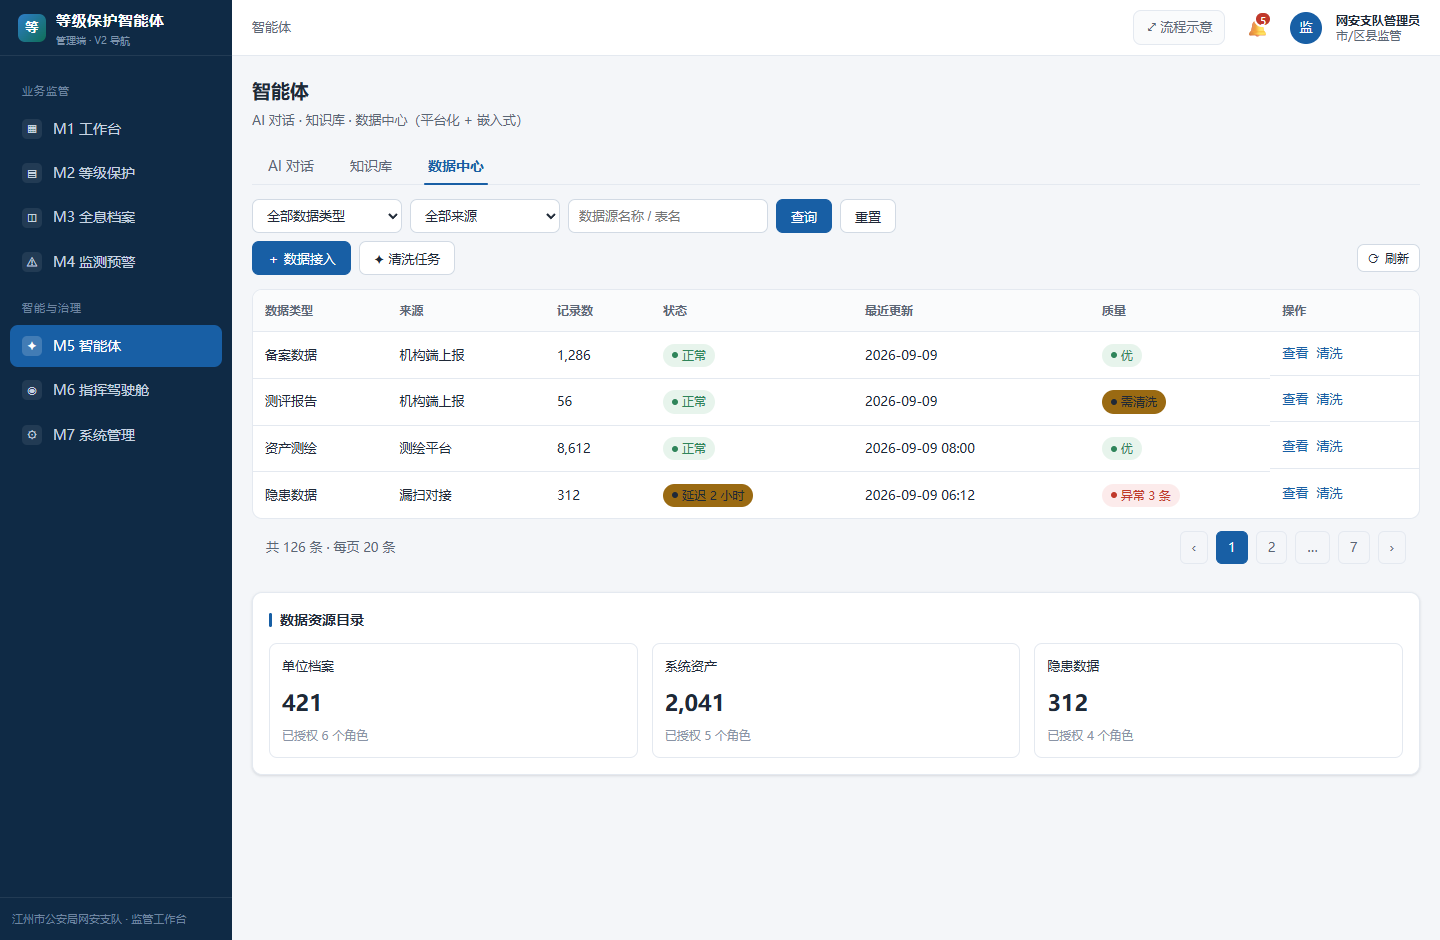 等
等级保护智能体
管理端 · V2 导航
业务监管
M1 工作台
M2 等级保护
M3 全息档案
M4 监测预警
智能与治理
M5 智能体
M6 指挥驾驶舱
M7 系统管理
江州市公安局网安支队 · 监管工作台
智能体
⤢ 流程示意
5
监
网安支队管理员
市/区县监管
智能体
AI 对话 · 知识库 · 数据中心（平台化 + 嵌入式）
AI 对话 知识库 数据中心
全部数据类型 全部来源 数据源名称 / 表名 查询 重置
+ 数据接入 ✦ 清洗任务 ⟳ 刷新
数据类型 来源 记录数 状态 最近更新 质量 操作
备案数据 机构端上报 1,286 正常 2026-09-09 优 查看 清洗
测评报告 机构端上报 56 正常 2026-09-09 需清洗 查看 清洗
资产测绘 测绘平台 8,612 正常 2026-09-09 08:00 优 查看 清洗
隐患数据 漏扫对接 312 延迟 2 小时 2026-09-09 06:12 异常 3 条 查看 清洗
共 126 条 · 每页 20 条 ‹ 1 2 ... 7 ›
数据资源目录
单位档案
421
已授权 6 个角色
系统资产
2,041
已授权 5 个角色
隐患数据
312
已授权 4 个角色